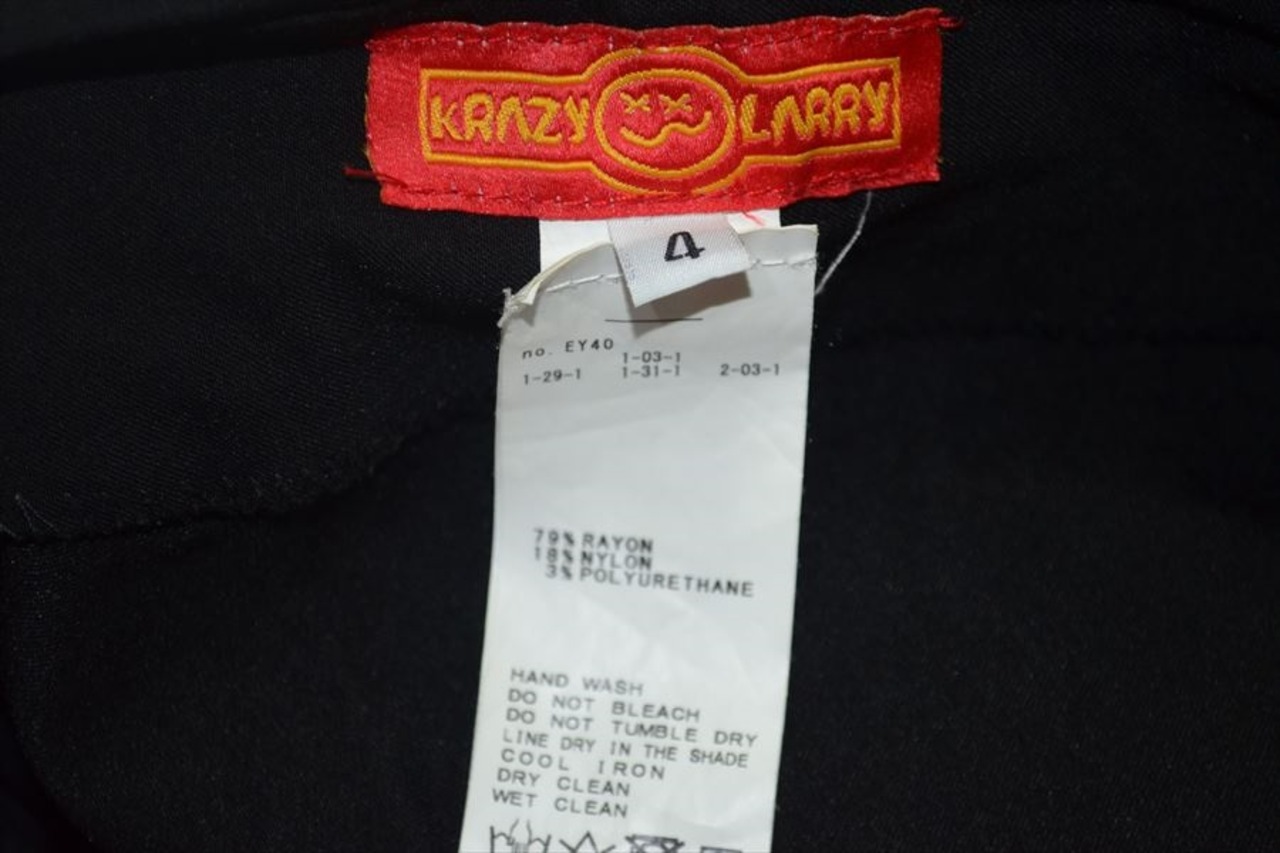 KRAZY LARRY
4
no. EY40
1-03-1
1-29-1 1-31-1 2-03-1
79% RAYON
18% NYLON
3% POLYURETHANE
HAND WASH
DO NOT BLEACH
DO NOT TUMBLE DRY
LINE DRY IN THE SHADE
COOL IRON
DRY CLEAN
WET CLEAN